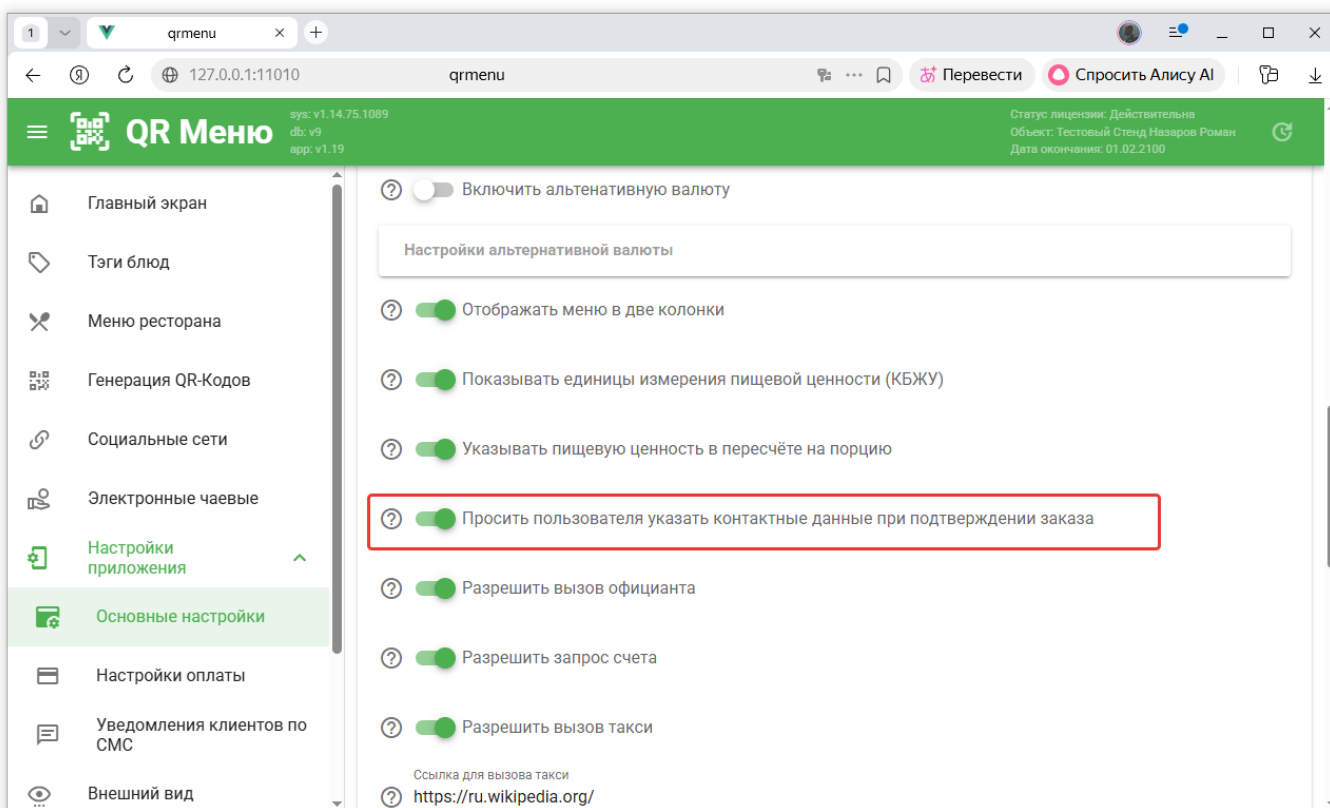 1
qrmenu
127.0.0.1:11010
qrmenu
Перевести
Спросить Алису AI
QR Меню
sys: v1.14.75.1089
db: v9
app: v1.19
Статус лицензии: Действительна
Объект: Тестовый Стенд Назаров Роман
Дата окончания: 01.02.2100
Главный экран
Тэги блюд
Меню ресторана
Генерация QR-Кодов
Социальные сети
Электронные чаевые
Настройки
приложения
Основные настройки
Настройки оплаты
Уведомления клиентов по
СМС
Внешний вид
Включить альтенативную валюту
Настройки альтернативной валюты
Отображать меню в две колонки
Показывать единицы измерения пищевой ценности (КБЖУ)
Указывать пищевую ценность в пересчёте на порцию
Просить пользователя указать контактные данные при подтверждении заказа
Разрешить вызов официанта
Разрешить запрос счета
Разрешить вызов такси
Ссылка для вызова такси
https://ru.wikipedia.org/